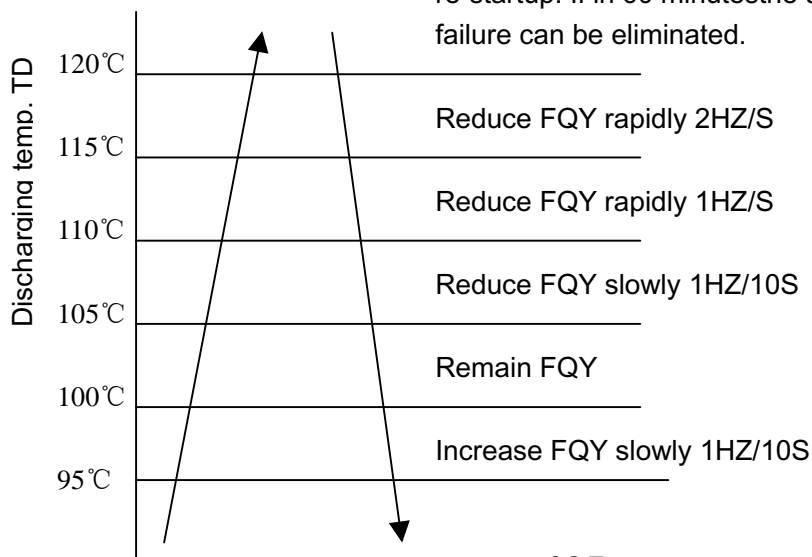 failure can be eliminated.
Discharging temp. TD
120℃
Reduce FQY rapidly 2HZ/S
115℃
Reduce FQY rapidly 1HZ/S
110℃
Reduce FQY slowly 1HZ/10S
105℃
Remain FQY
100℃
Increase FQY slowly 1HZ/10S
95℃